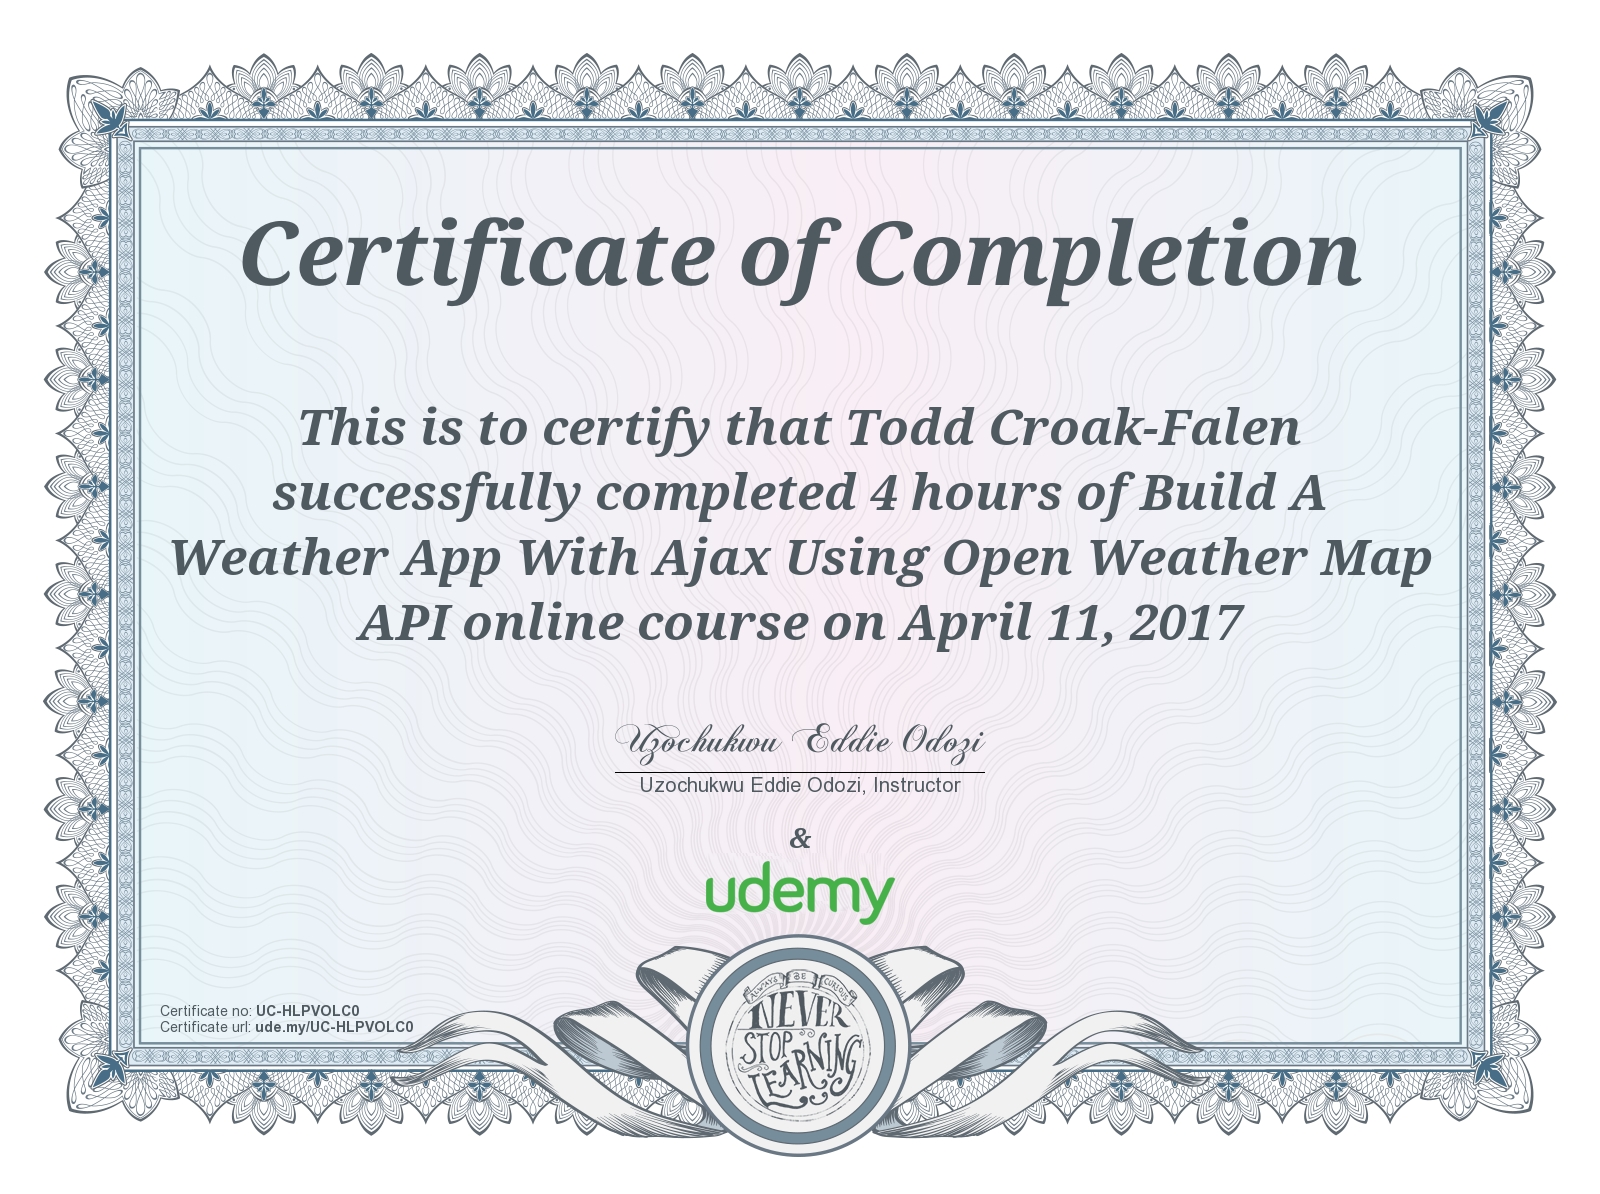 Certificate of Completion
This is to certify that Todd Croak-Falen
successfully completed 4 hours of Build A
Weather App With Ajax Using Open Weather Map
API online course on April 11, 2017
Uzochukwu Eddie Odozi
Uzochukwu Eddie Odozi, Instructor
&
udemy
Certificate no: UC-HLPVOLC0
Certificate url: ude.my/UC-HLPVOLC0
ALWAYS BE CURIOUS
NEVER
STOP
LEARNING